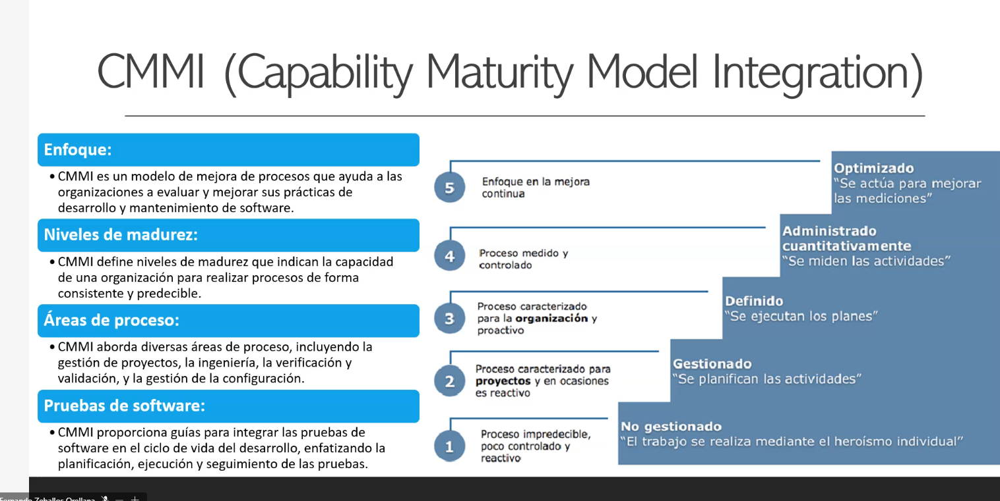 CMMI (Capability Maturity Model Integration)
Enfoque:
• CMMI es un modelo de mejora de procesos que ayuda a las
organizaciones a evaluar y mejorar sus prácticas de
desarrollo y mantenimiento de software.
Niveles de madurez:
• CMMI define niveles de madurez que indican la capacidad
de una organización para realizar procesos de forma
consistente y predecible.
Áreas de proceso:
• CMMI aborda diversas áreas de proceso, incluyendo la
gestión de proyectos, la ingeniería, la verificación y
validación, y la gestión de la configuración.
Pruebas de software:
• CMMI proporciona guías para integrar las pruebas de
software en el ciclo de vida del desarrollo, enfatizando la
planificación, ejecución y seguimiento de las pruebas.
5
Enfoque en la mejora
continua
Optimizado
“Se actúa para mejorar
las mediciones”
4
Proceso medido y
controlado
Administrado
cuantitativamente
“Se miden las actividades”
3
Proceso caracterizado
para la organización y
proactivo
Definido
“Se ejecutan los planes”
2
Proceso caracterizado para
proyectos y en ocasiones
es reactivo
Gestionado
“Se planifican las actividades”
1
Proceso impredecible,
poco controlado y
reactivo
No gestionado
“El trabajo se realiza mediante el heroísmo individual”
Fernando Zeballos Orellana